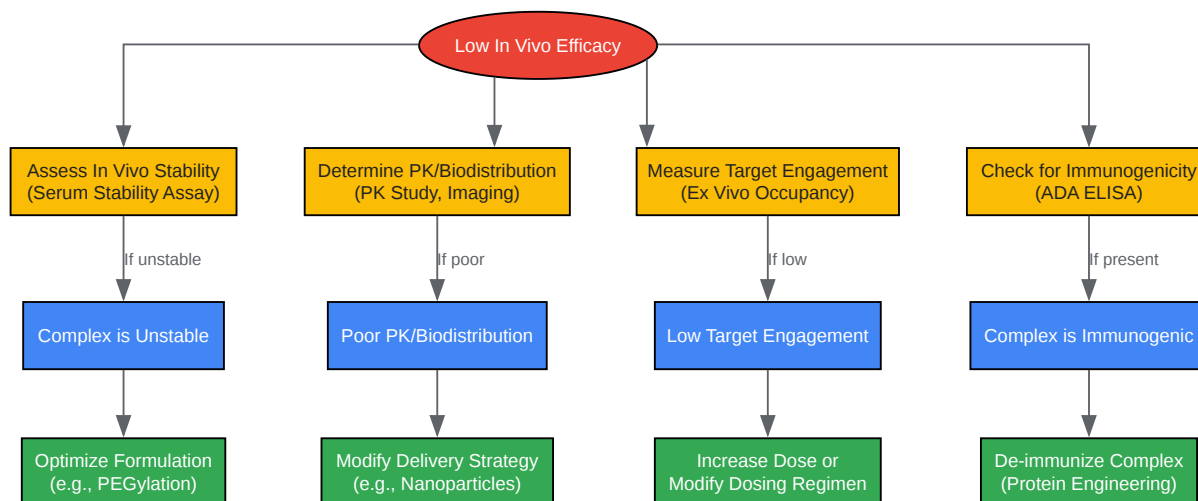 Low In Vivo Efficacy
Assess In Vivo Stability
(Serum Stability Assay)
Determine PK/Biodistribution
(PK Study, Imaging)
Measure Target Engagement
(Ex Vivo Occupancy)
Check for Immunogenicity
(ADA ELISA)
If unstable
If poor
If low
If present
Complex is Unstable
Poor PK/Biodistribution
Low Target Engagement
Complex is Immunogenic
Optimize Formulation
(e.g., PEGylation)
Modify Delivery Strategy
(e.g., Nanoparticles)
Increase Dose or
Modify Dosing Regimen
De-immunize Complex
(Protein Engineering)